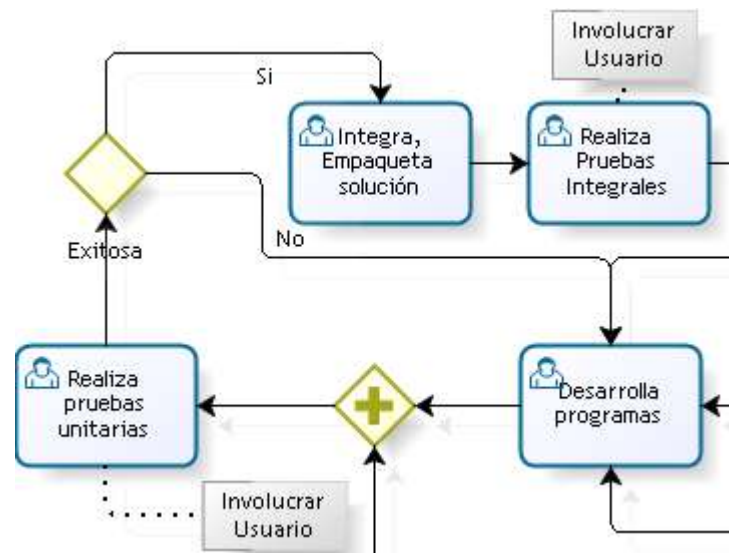 Involucrar
Usuario
Si
Integra,
Empaqueta
solución
Realiza
Pruebas
Integrales
No
Exitosa
Realiza
pruebas
unitarias
Desarrolla
programas
Involucrar
Usuario